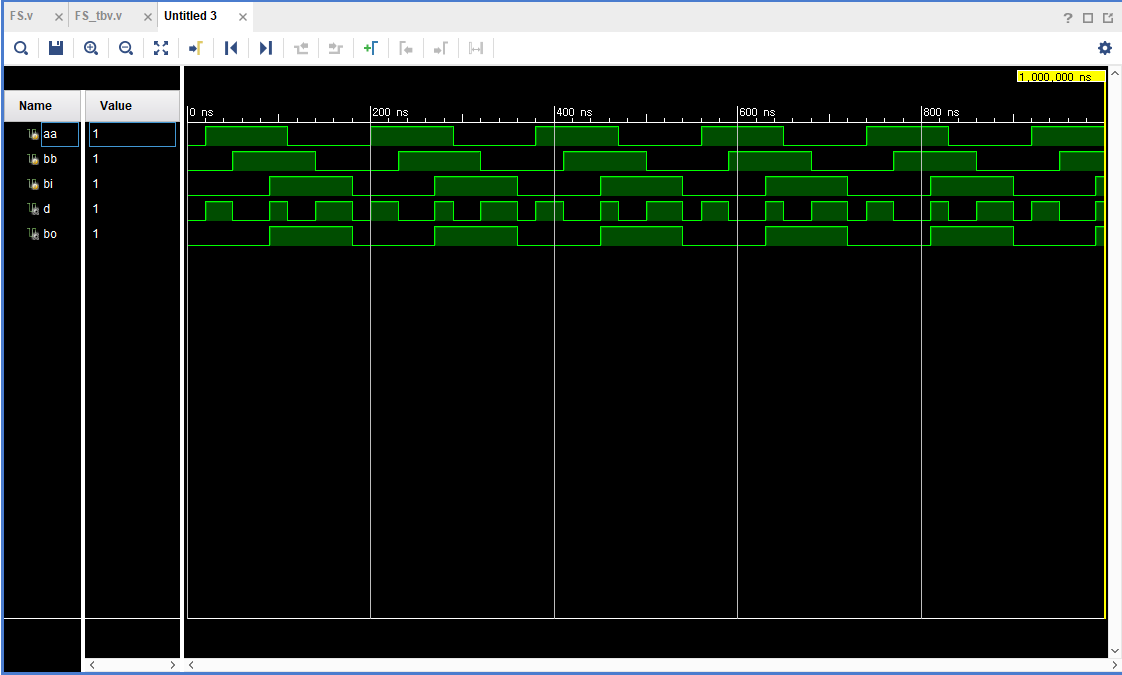 FS.v × FS_tbv.v × Untitled 3 ×
?
1,000,000 ns
Name Value
0 ns 200 ns 400 ns 600 ns 800 ns
aa 1
bb 1
bi 1
d 1
bo 1